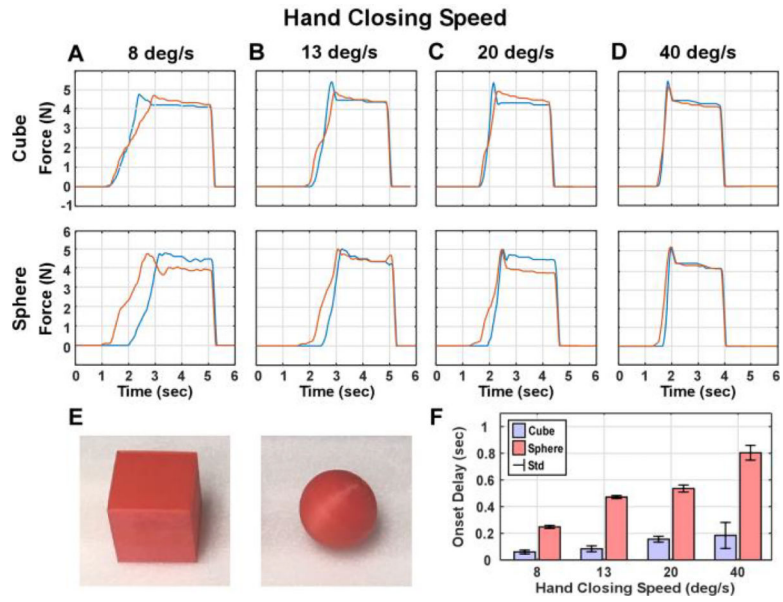 Hand Closing Speed
A 8 deg/s B 13 deg/s C 20 deg/s D 40 deg/s
Cube
Force (N)
5
4
3
2
1
0
-1
Sphere
Force (N)
6
5
4
3
2
1
0
0 1 2 3 4 5 6 0 1 2 3 4 5 6 0 1 2 3 4 5 6 0 1 2 3 4 5 6
Time (sec) Time (sec) Time (sec) Time (sec)
E F
Onset Delay (sec)
1
0.8
0.6
0.4
0.2
0
Cube
Sphere
Std
8 13 20 40
Hand Closing Speed (deg/s)